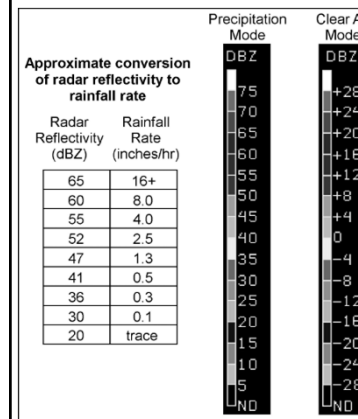 Precipitation Mode
Clear A
Mode
Approximate conversion
of radar reflectivity to
rainfall rate
Radar Reflectivity (dBZ)
Rainfall Rate (inches/hr)
65 16+
60 8.0
55 4.0
52 2.5
47 1.3
41 0.5
36 0.3
30 0.1
20 trace
DBZ
75
70
65
60
55
50
45
40
35
30
25
20
15
10
5
ND
DBZ
+28
+24
+20
+16
+12
+8
+4
0
-4
-8
-12
-16
-20
-24
-28
ND